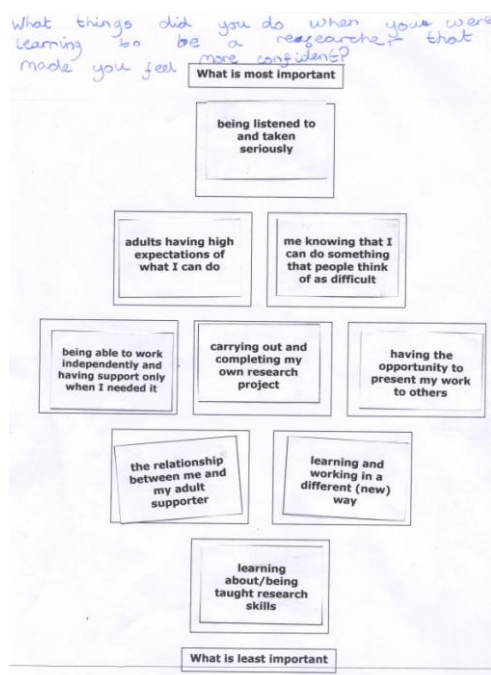 What things did you do when your were
learning to be a researcher that
made you feel more confident?
What is most important
being listened to
and taken
seriously
adults having high
expectations of
what I can do
me knowing that I
can do something
that people think
of as difficult
being able to work
independently and
having support only
when I needed it
carrying out and
completing my
own research
project
having the
opportunity to
present my work
to others
the relationship
between me and
my adult
supporter
learning and
working in a
different (new)
way
learning
about/being
taught research
skills
What is least important